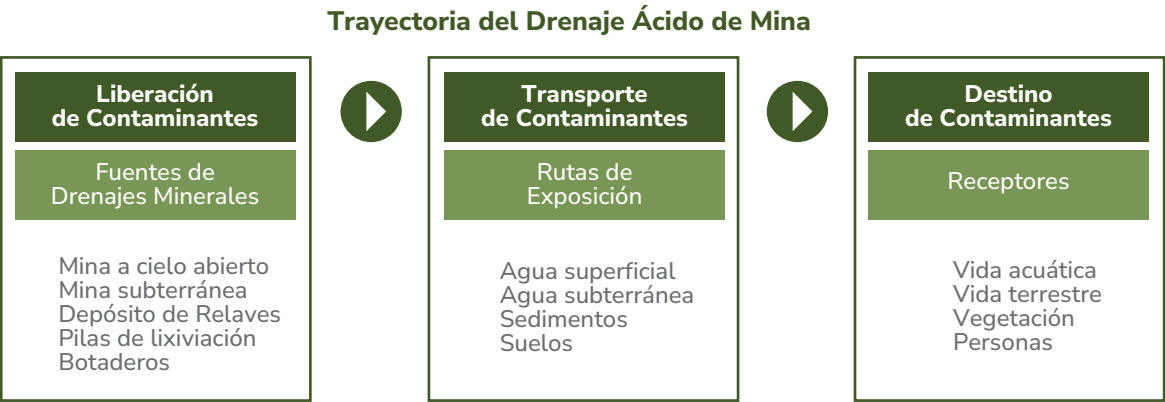 Trayectoria del Drenaje Ácido de Mina
Liberación
de Contaminantes
Fuentes de
Drenajes Minerales
Mina a cielo abierto
Mina subterránea
Depósito de Relaves
Pilas de lixiviación
Botaderos
Transporte
de Contaminantes
Rutas de
Exposición
Agua superficial
Agua subterránea
Sedimentos
Suelos
Destino
de Contaminantes
Receptores
Vida acuática
Vida terrestre
Vegetación
Personas